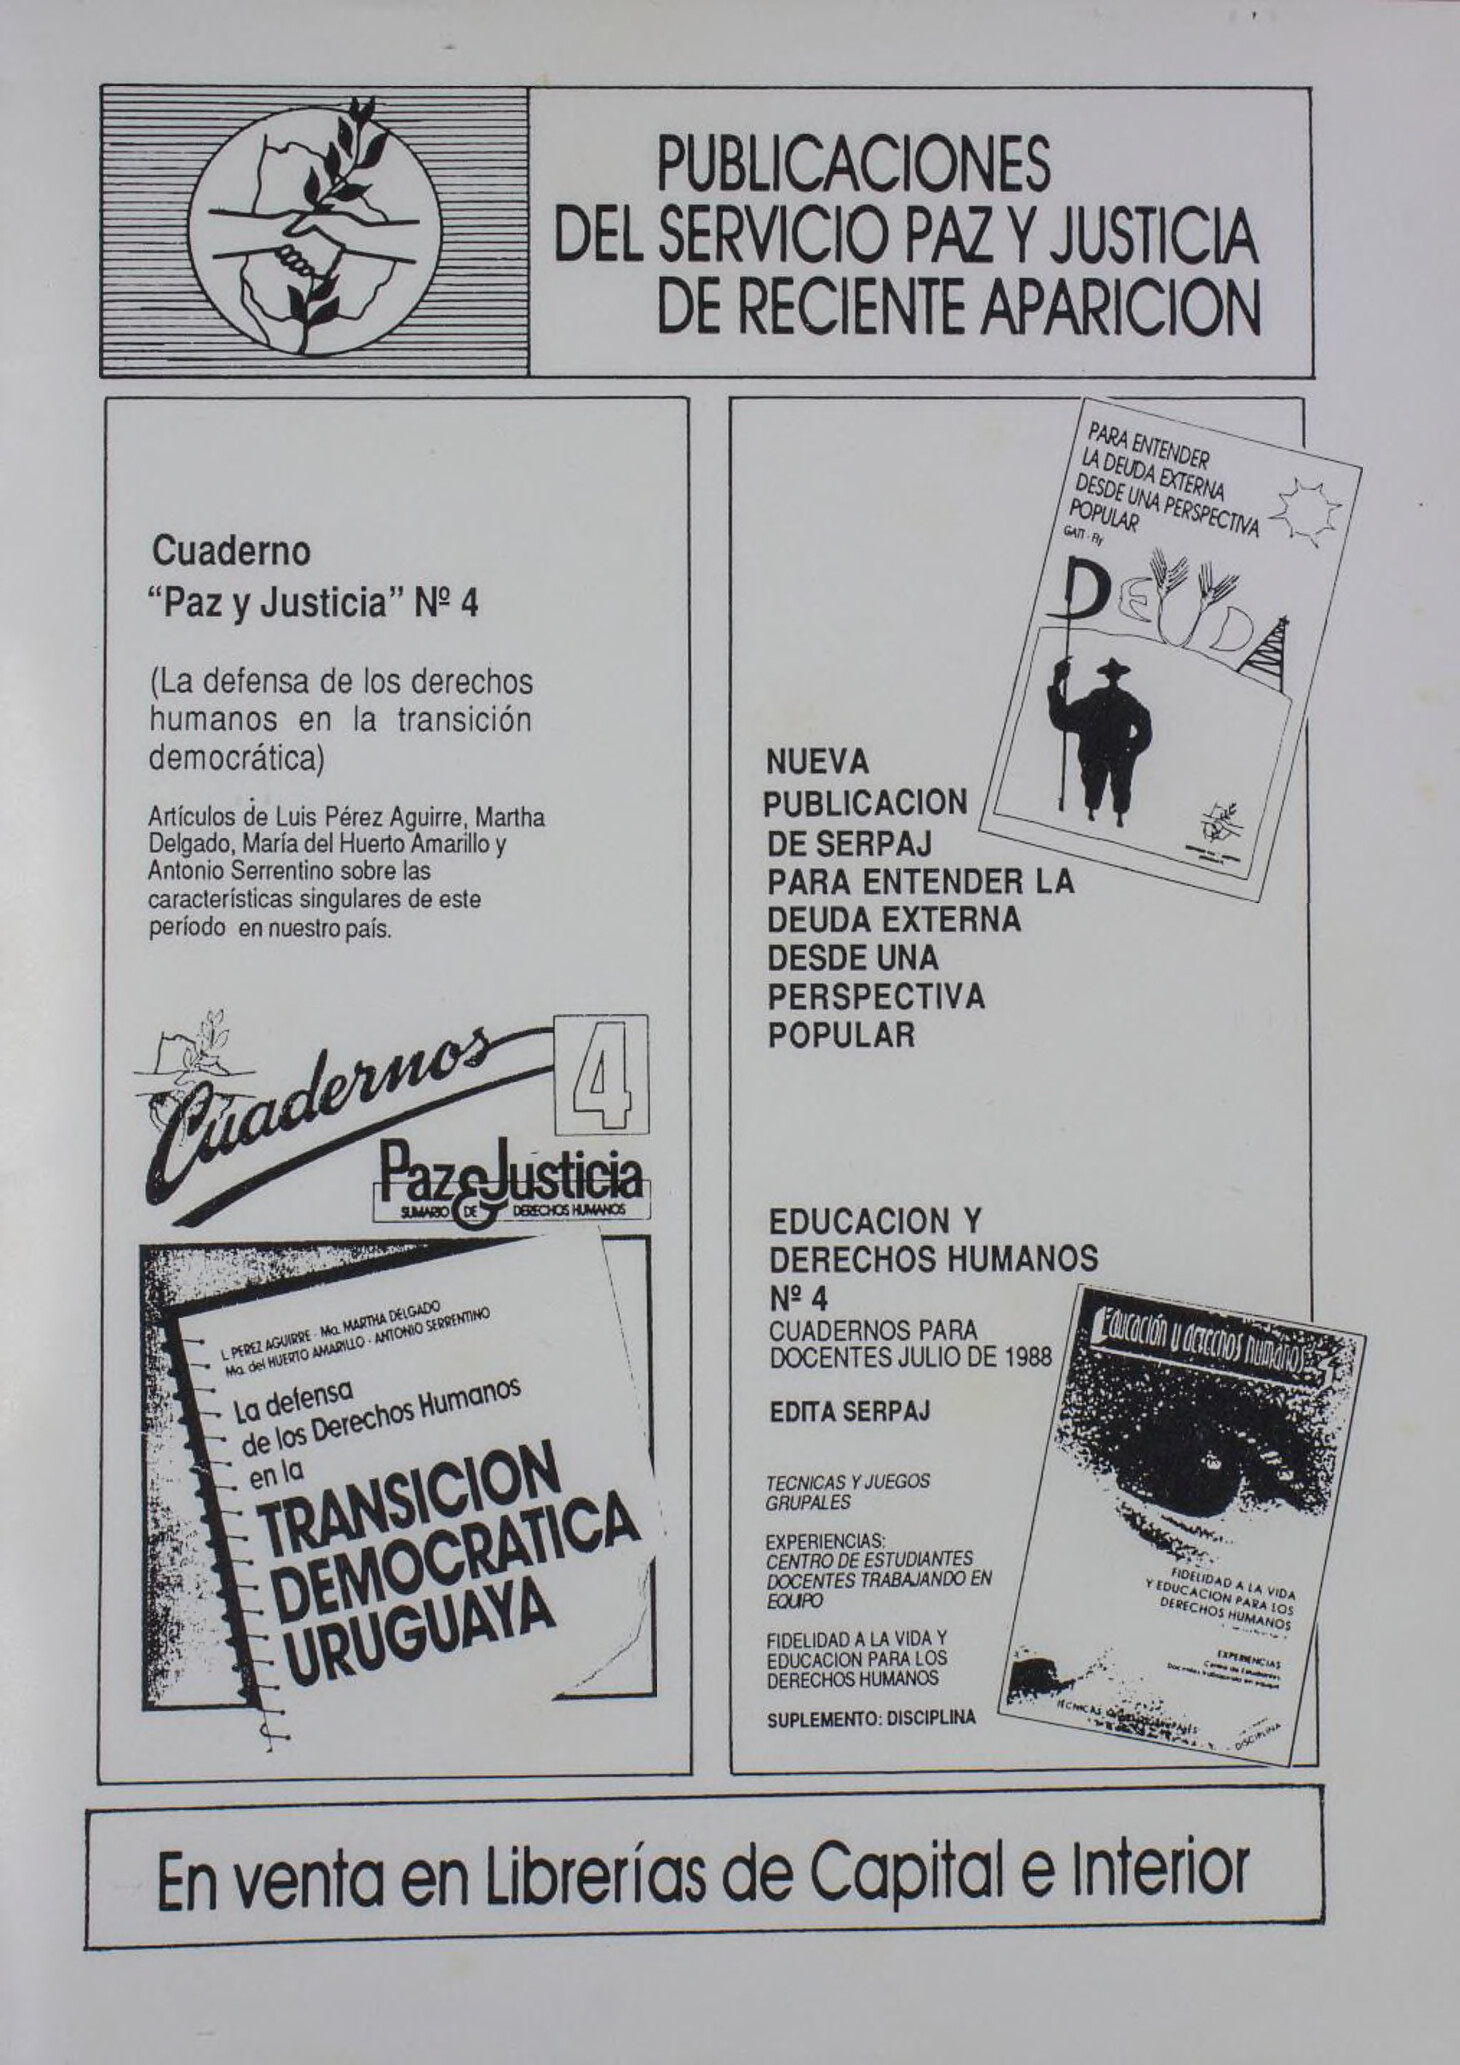 PUBLICACIONES
DEL SERVICIO PAZ Y JUSTICIA
DE RECIENTE APARICION
Cuaderno
“Paz y Justicia” Nº 4
(La defensa de los derechos
humanos en la transición
democrática)
Artículos de Luis Pérez Aguirre, Martha
Delgado, María del Huerto Amarillo y
Antonio Serrentino sobre las
características singulares de este
período en nuestro país.
Cuadernos 4
Paz & Justicia
SUMARIO DE DERECHOS HUMANOS
L. PEREZ AGUIRRE - Ma. MARTHA DELGADO
Ma. del HUERTO AMARILLO - ANTONIO SERRENTINO
La defensa
de los Derechos Humanos
en la
TRANSICION
DEMOCRATICA
URUGUAYA
PARA ENTENDER
LA DEUDA EXTERNA
DESDE UNA PERSPECTIVA
POPULAR
DEUDA
NUEVA
PUBLICACION
DE SERPAJ
PARA ENTENDER LA
DEUDA EXTERNA
DESDE UNA
PERSPECTIVA
POPULAR
EDUCACION Y
DERECHOS HUMANOS
Nº 4
CUADERNOS PARA
DOCENTES JULIO DE 1988
EDITA SERPAJ
TECNICAS Y JUEGOS
GRUPALES
EXPERIENCIAS:
CENTRO DE ESTUDIANTES
DOCENTES TRABAJANDO EN
EQUIPO
FIDELIDAD A LA VIDA Y
EDUCACION PARA LOS
DERECHOS HUMANOS
SUPLEMENTO: DISCIPLINA
Educación y derechos humanos 4
FIDELIDAD A LA VIDA
Y EDUCACION PARA LOS
DERECHOS HUMANOS
EXPERIENCIAS
Centro de Estudiantes
Docentes trabajando en equipo
DISCIPLINA
En venta en Librerías de Capital e Interior